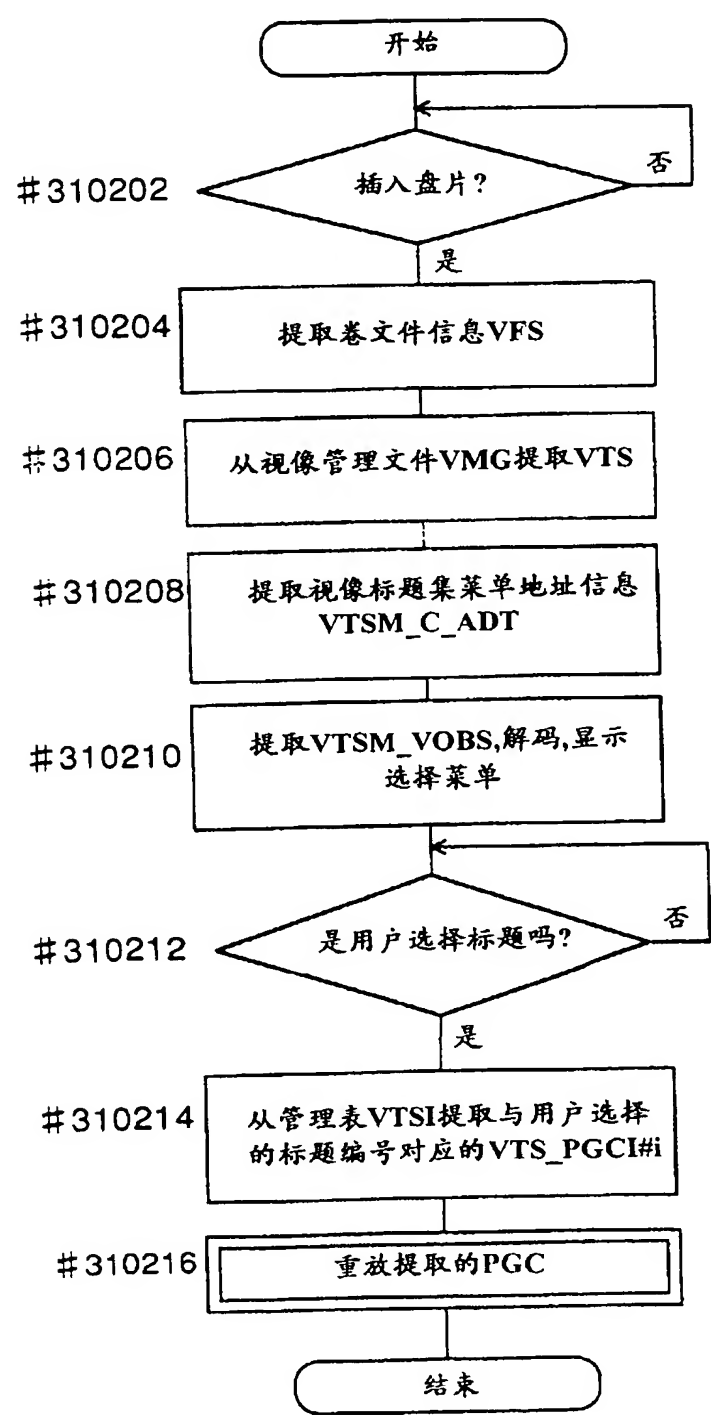 开始
#310202
插入盘片?
否
是
#310204
提取卷文件信息VFS
#310206
从视像管理文件VMG提取VTS
#310208
提取视像标题集菜单地址信息
VTSM_C_ADT
#310210
提取VTSM_VOBS,解码,显示
选择菜单
#310212
是用户选择标题吗?
否
是
#310214
从管理表VTSI提取与用户选择
的标题编号对应的VTS_PGCI#i
#310216
重放提取的PGC
结束